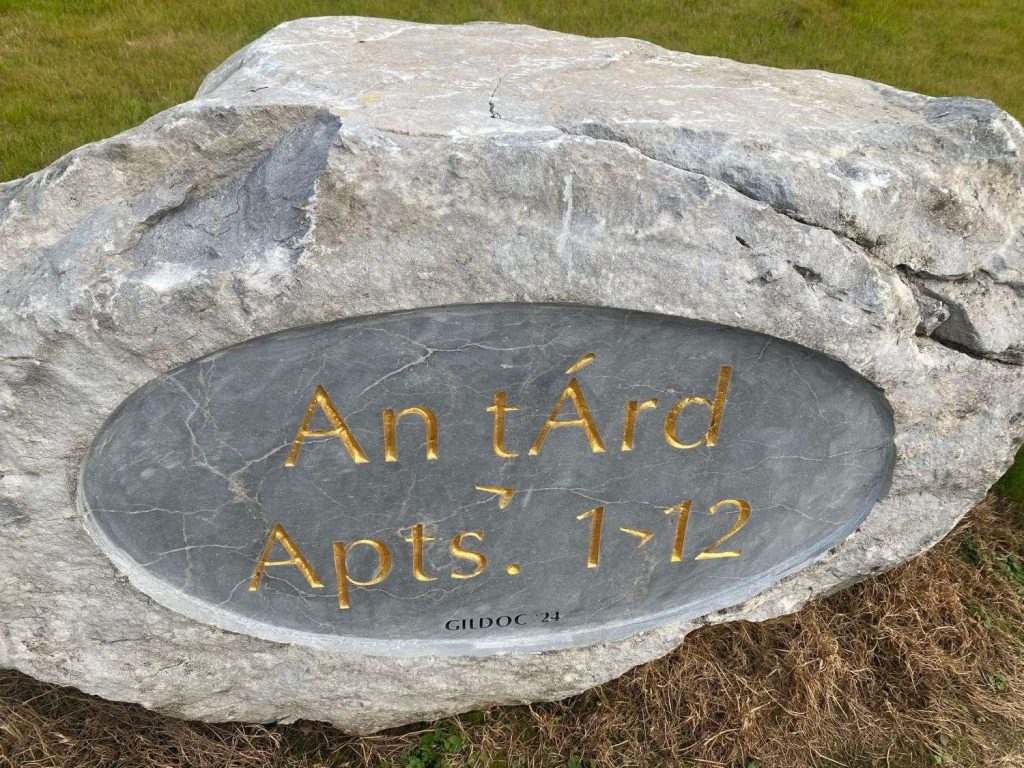 An tÁrd
Apts. 1>12
GILDOC '24